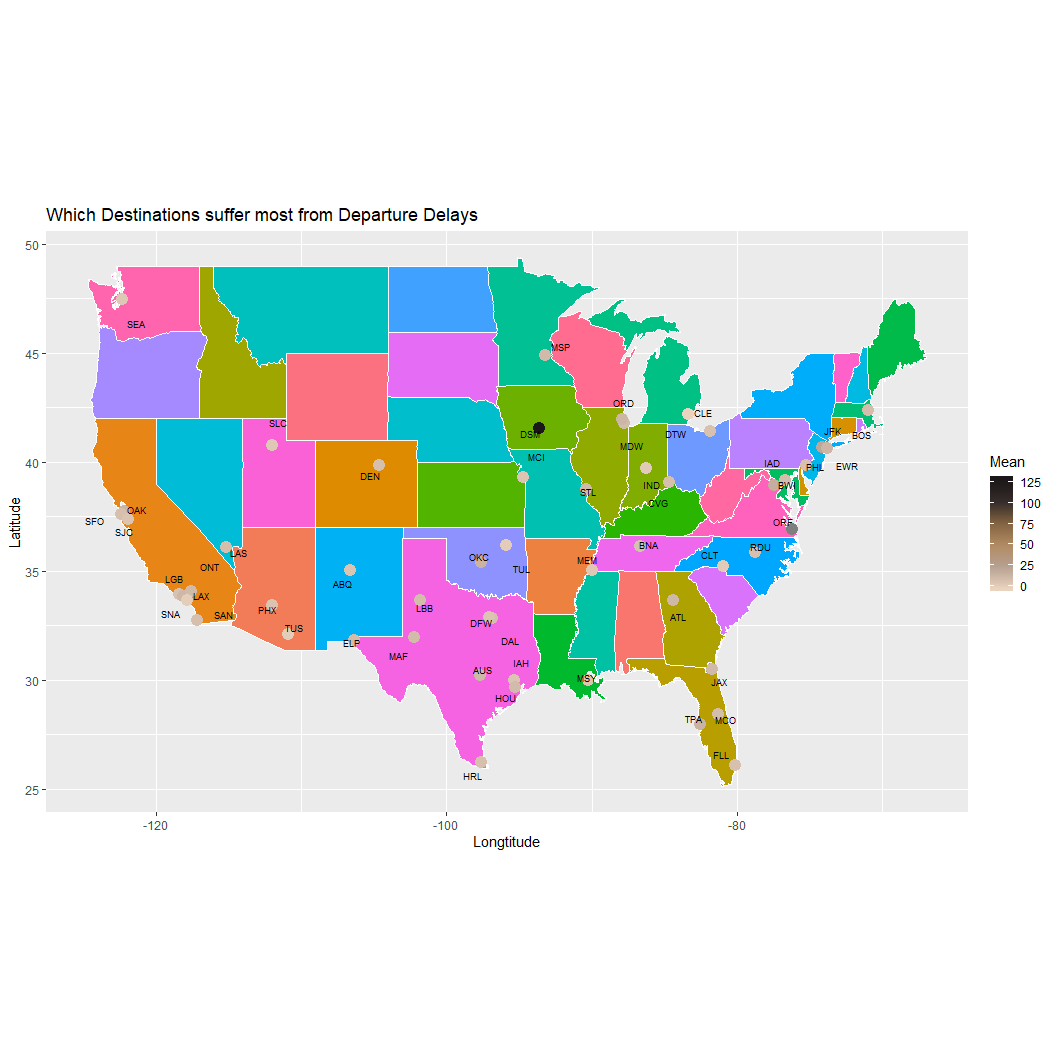 Which Destinations suffer most from Departure Delays
50
45
40
35
30
25
Latitude
-120
-100
-80
Longtitude
Mean
125
100
75
50
25
0
SEA
MSP
ORD
CLE
SLC
DSM
DTW
JFK
BOS
MDW
MCI
IAD
PHL
EWR
DEN
IND
BWI
STL
CVG
OAK
SFO
SJC
ORF
LAS
BNA
RDU
CLT
OKC
MEM
ONT
TUL
LGB
ABQ
LAX
SNA
SAN
PHX
LBB
ATL
TUS
DFW
ELP
DAL
MAF
IAH
AUS
MSY
JAX
HOU
TPA
MCO
FLL
HRL